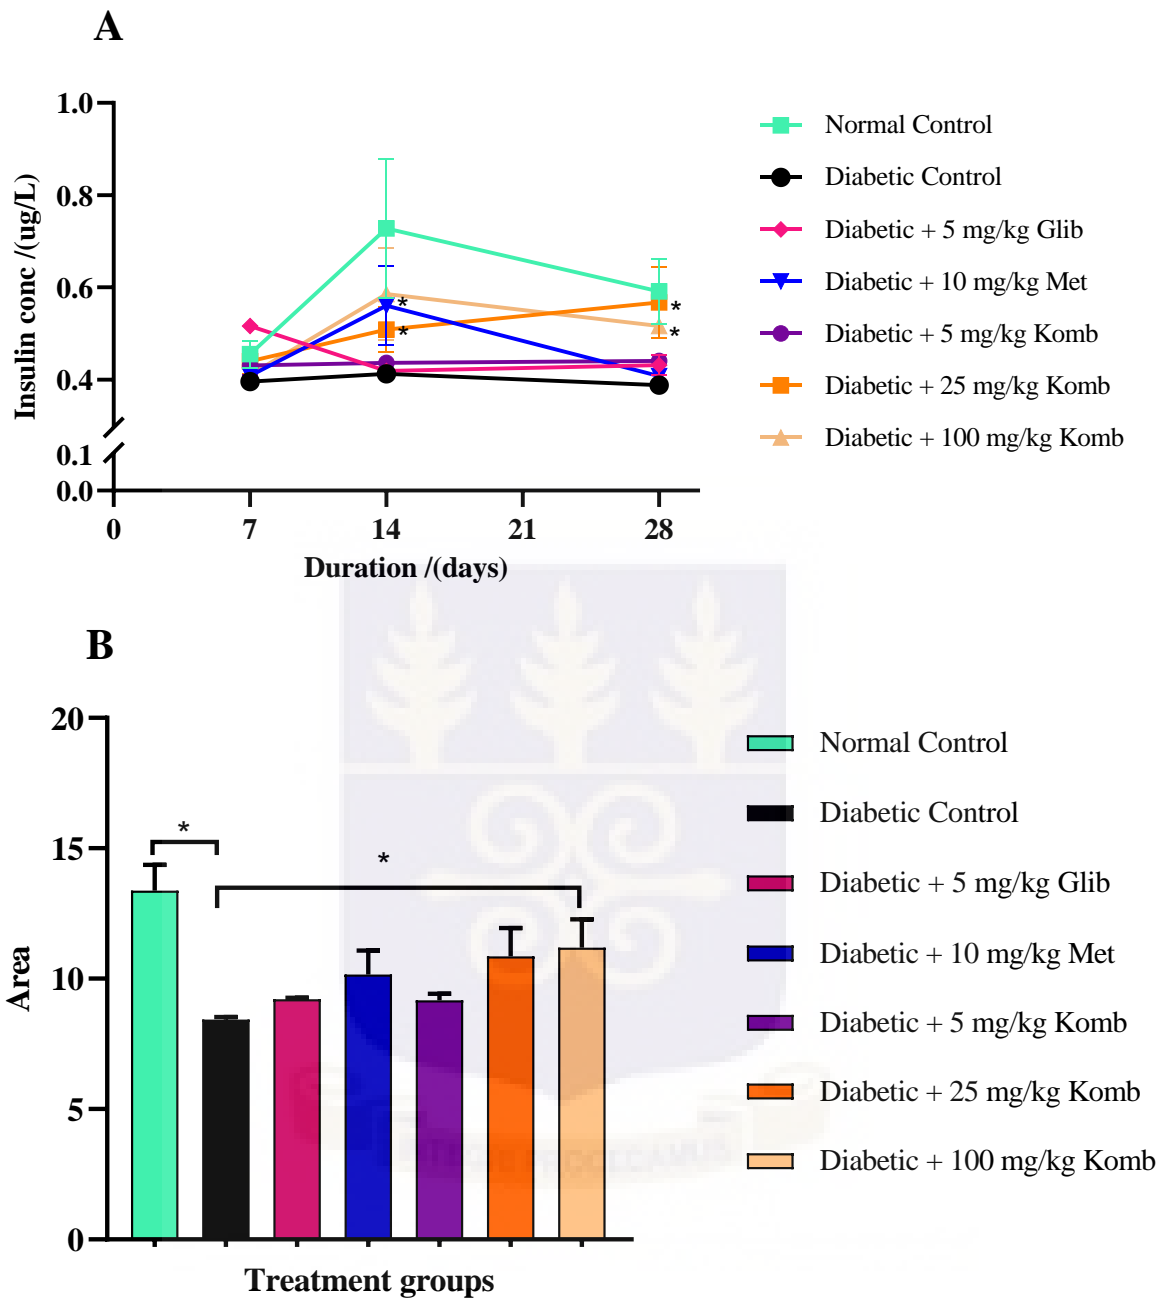 A
1.0
0.8
0.6
0.4
0.1
0.0
Insulin conc /(ug/L)
* *
* *
0 7 14 21 28
Duration /(days)
Normal Control
Diabetic Control
Diabetic + 5 mg/kg Glib
Diabetic + 10 mg/kg Met
Diabetic + 5 mg/kg Komb
Diabetic + 25 mg/kg Komb
Diabetic + 100 mg/kg Komb
B
20
15
10
5
0
Area
*
*
Treatment groups
Normal Control
Diabetic Control
Diabetic + 5 mg/kg Glib
Diabetic + 10 mg/kg Met
Diabetic + 5 mg/kg Komb
Diabetic + 25 mg/kg Komb
Diabetic + 100 mg/kg Komb
PROCEDAMUS